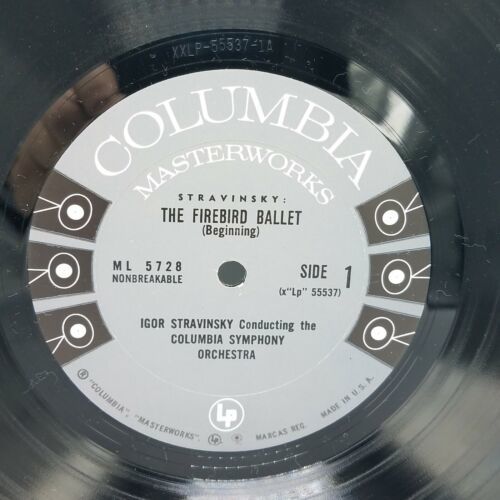 XXLP-55537-1A
COLUMBIA
MASTERWORKS
STRAVINSKY:
THE FIREBIRD BALLET
(Beginning)
ML 5728
NONBREAKABLE
SIDE 1
(x"Lp" 55537)
IGOR STRAVINSKY Conducting the
COLUMBIA SYMPHONY
ORCHESTRA
Lp
® "COLUMBIA", "MASTERWORKS", MARCAS REG. MADE IN U.S.A.